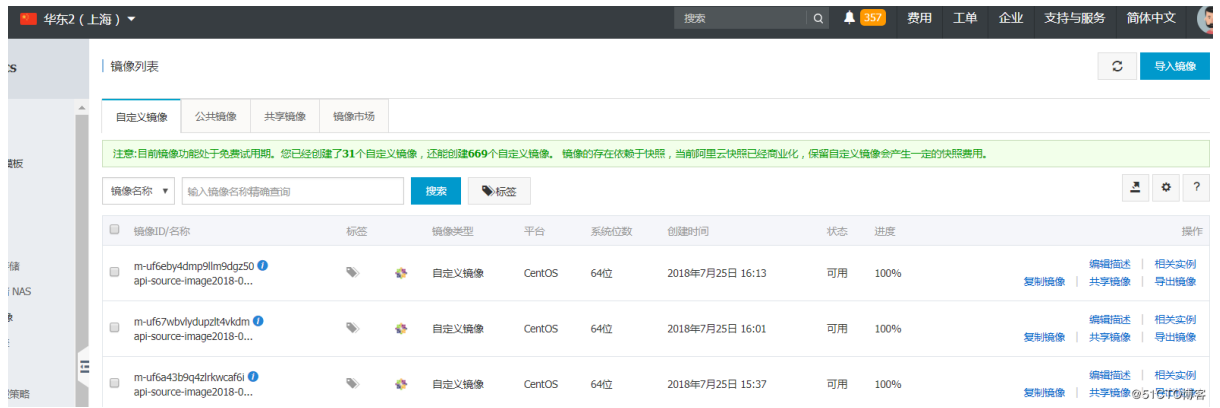 华东2（上海） 搜索 357 费用 工单 企业 支持与服务 简体中文
镜像列表 导入镜像
自定义镜像 公共镜像 共享镜像 镜像市场
注意:目前镜像功能处于免费试用期。您已经创建了31个自定义镜像，还能创建669个自定义镜像。 镜像的存在依赖于快照，当前阿里云快照已经商业化，保留自定义镜像会产生一定的快照费用。
镜像名称 输入镜像名称精确查询 搜索 标签 ?
镜像ID/名称 标签 镜像类型 平台 系统位数 创建时间 状态 进度 操作
m-uf6eby4dmp9llm9dgz50
api-source-image2018-0... 自定义镜像 CentOS 64位 2018年7月25日 16:13 可用 100%
编辑描述 | 相关实例
复制镜像 | 共享镜像 | 导出镜像
NAS
m-uf67wbvlydupzlt4vkdm
api-source-image2018-0... 自定义镜像 CentOS 64位 2018年7月25日 16:01 可用 100%
编辑描述 | 相关实例
复制镜像 | 共享镜像 | 导出镜像
m-uf6a43b9q4zlrkwcaf6i
api-source-image2018-0... 自定义镜像 CentOS 64位 2018年7月25日 15:37 可用 100%
编辑描述 | 相关实例
复制镜像 | 共享镜像
策略
@51CTO博客